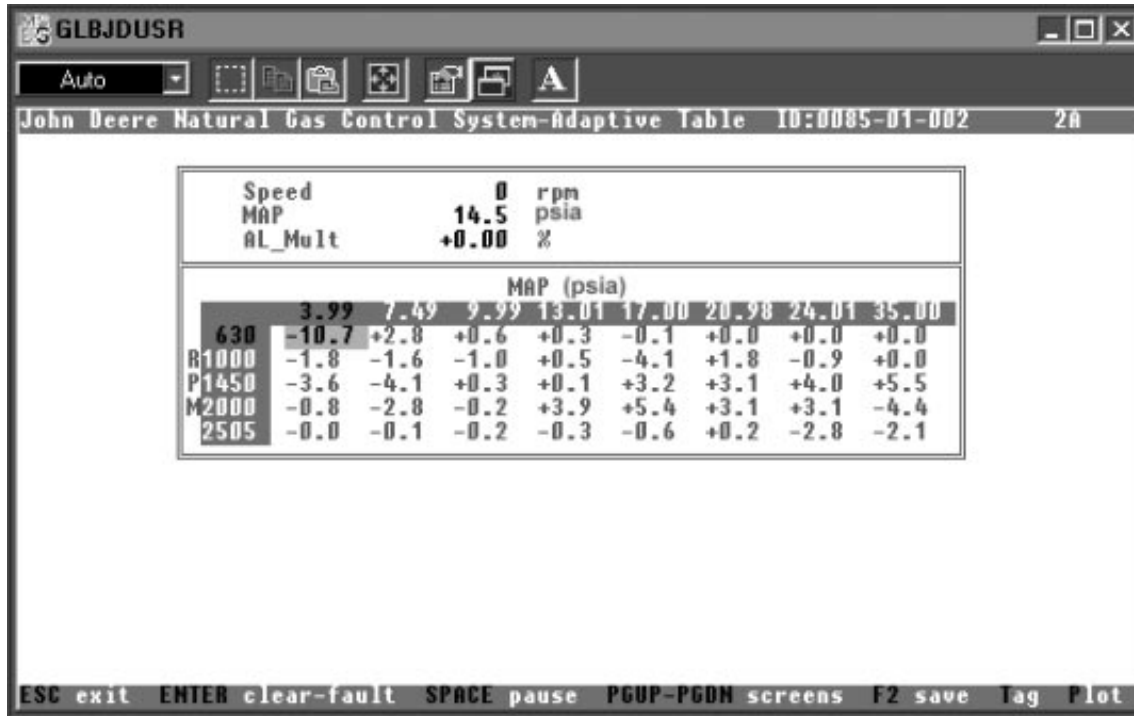 GLBJDUSR
Auto A
John Deere Natural Gas Control System-Adaptive Table ID:0085-01-002 2A
Speed 0 rpm
MAP 14.5 psia
AL_Mult +0.00 %
MAP (psia)
3.99 7.49 9.99 13.01 17.00 20.98 24.01 35.00
630 -10.7 +2.8 +0.6 +0.3 -0.1 +0.0 +0.0 +0.0
R1000 -1.8 -1.6 -1.0 +0.5 -4.1 +1.8 -0.9 +0.0
P1450 -3.6 -4.1 +0.3 +0.1 +3.2 +3.1 +4.0 +5.5
M2000 -0.8 -2.8 -0.2 +3.9 +5.4 +3.1 +3.1 -4.4
2505 -0.0 -0.1 -0.2 -0.3 -0.6 +0.2 -2.8 -2.1
ESC exit ENTER clear-fault SPACE pause PGUP-PGDN screens F2 save Tag Plot